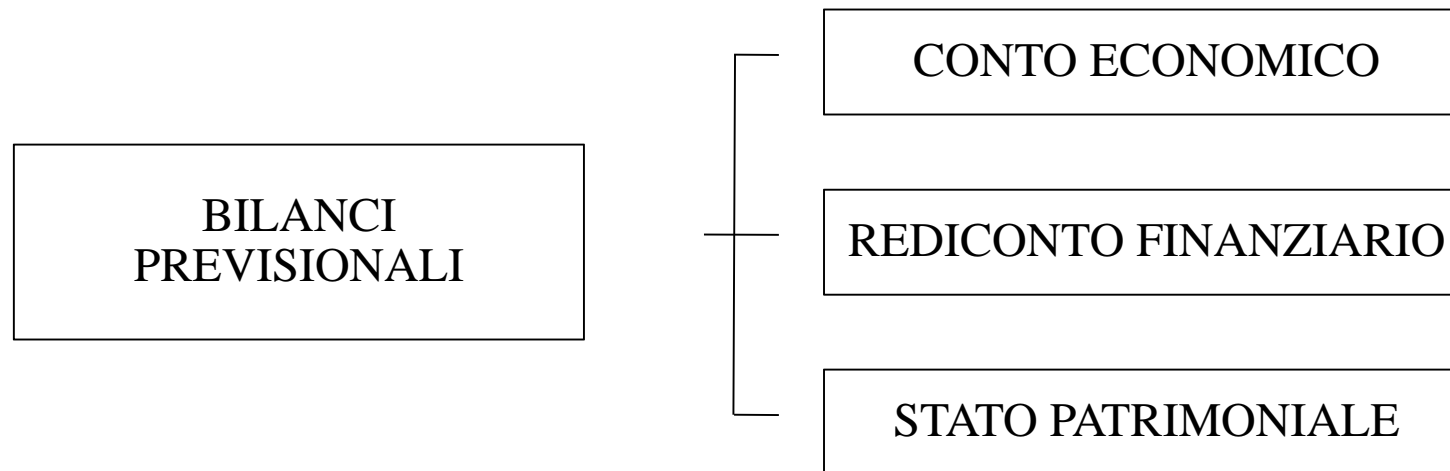 CONTO ECONOMICO
BILANCI
PREVISIONALI
REDICONTO FINANZIARIO
STATO PATRIMONIALE